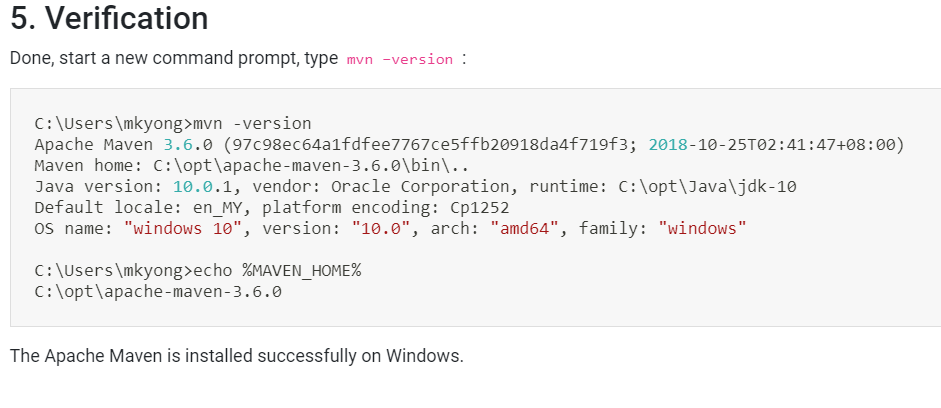 5. Verification
Done, start a new command prompt, type mvn –version :
C:\Users\mkyong>mvn -version
Apache Maven 3.6.0 (97c98ec64a1fdfee7767ce5ffb20918da4f719f3; 2018-10-25T02:41:47+08:00)
Maven home: C:\opt\apache-maven-3.6.0\bin\..
Java version: 10.0.1, vendor: Oracle Corporation, runtime: C:\opt\Java\jdk-10
Default locale: en_MY, platform encoding: Cp1252
OS name: "windows 10", version: "10.0", arch: "amd64", family: "windows"
C:\Users\mkyong>echo %MAVEN_HOME%
C:\opt\apache-maven-3.6.0
The Apache Maven is installed successfully on Windows.